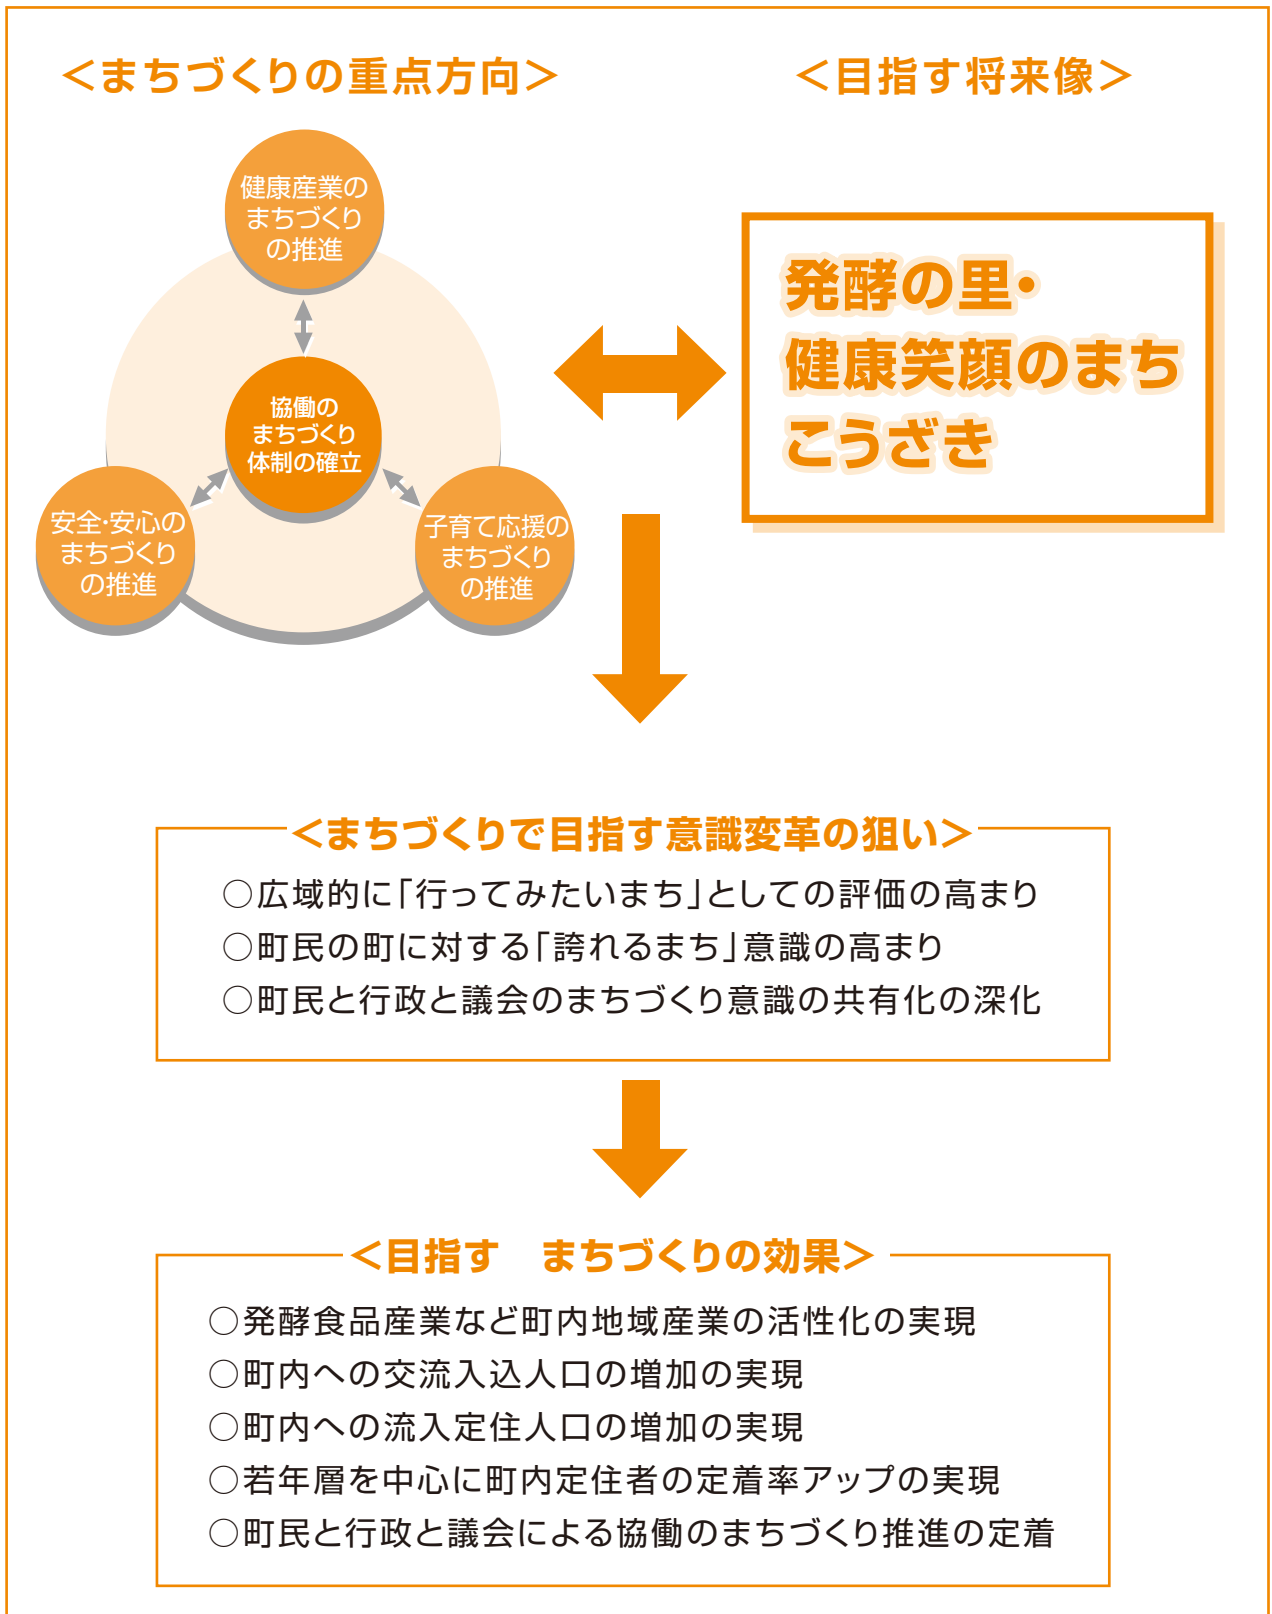 ＜まちづくりの重点方向＞
健康産業の
まちづくり
の推進
協働の
まちづくり
体制の確立
安全・安心の
まちづくり
の推進
子育て応援の
まちづくり
の推進
＜目指す将来像＞
発酵の里・
健康笑顔のまち
こうざき
＜まちづくりで目指す意識変革の狙い＞
○広域的に「行ってみたいまち」としての評価の高まり
○町民の町に対する「誇れるまち」意識の高まり
○町民と行政と議会のまちづくり意識の共有化の深化
＜目指す　まちづくりの効果＞
○発酵食品産業など町内地域産業の活性化の実現
○町内への交流入込人口の増加の実現
○町内への流入定住人口の増加の実現
○若年層を中心に町内定住者の定着率アップの実現
○町民と行政と議会による協働のまちづくり推進の定着